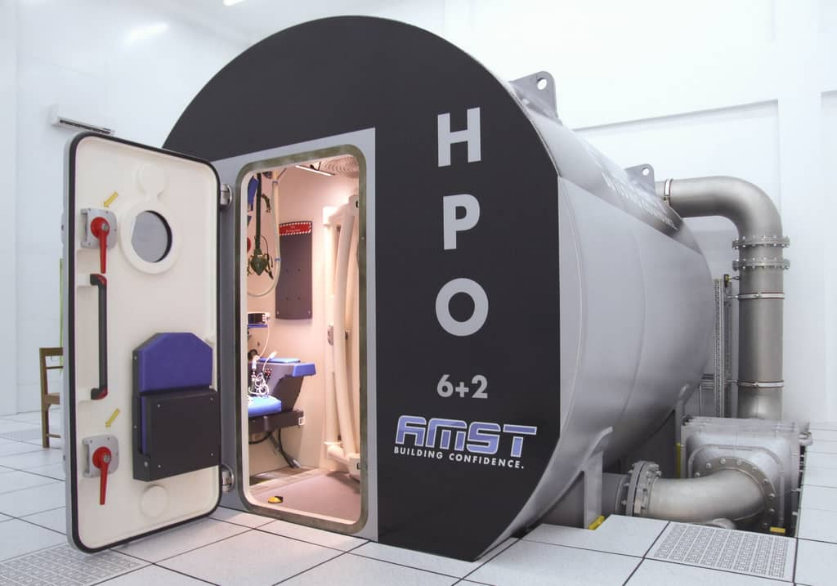 H
P
O
6+2
AMST
BUILDING CONFIDENCE.